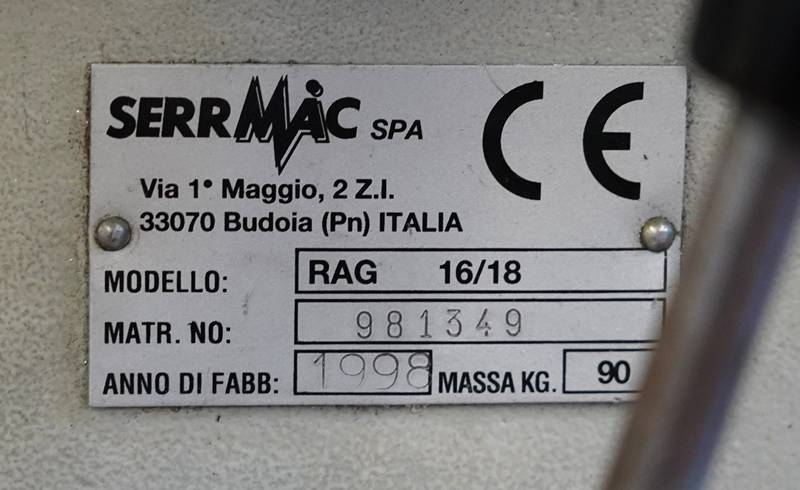 SERRMAC SPA CE
Via 1° Maggio, 2 Z.I.
33070 Budoia (Pn) ITALIA
MODELLO: RAG 16/18
MATR. NO: 981349
ANNO DI FABB: 1998 MASSA KG. 90